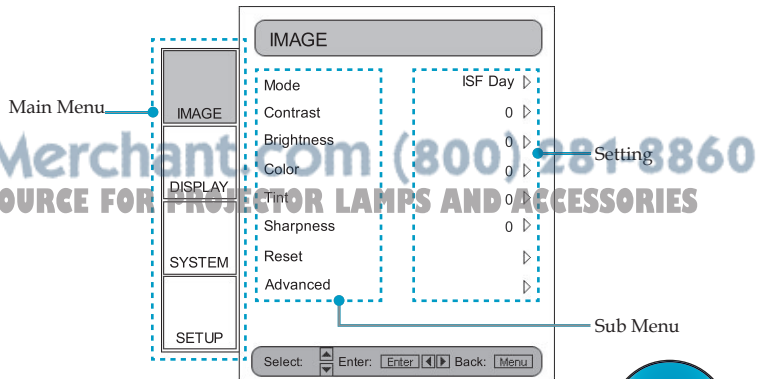 IMAGE
Mode ISF Day
Main Menu IMAGE Contrast 0
Brightness 0
Merchant.com (800) 281-8860
Setting
Color 0
DISPLAY
OURCE FOR PROJECTOR LAMPS AND ACCESSORIES
Tint 0
Sharpness 0
SYSTEM Reset
Advanced
Sub Menu
SETUP
Select: Enter: Enter Back: Menu